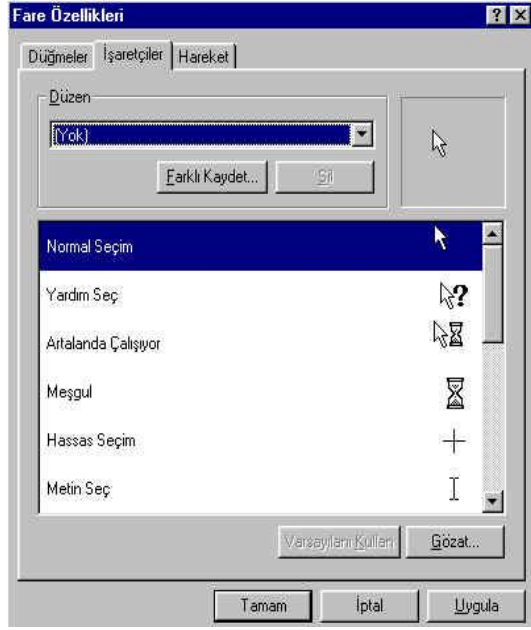 Fare Özellikleri
Düğmeler İşaretçiler Hareket
Düzen
(Yok)
Farklı Kaydet... Sil
Normal Seçim
Yardım Seç
Artalanda Çalışıyor
Meşgul
Hassas Seçim
Metin Seç
Varsayılanı Kullan Gözat...
Tamam İptal Uygula